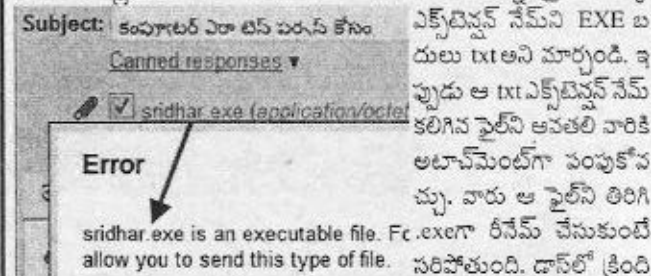 Subject: కంప్యూటర్ ఎరా టెస్ట్ పర్పస్ కోసం
Canned responses ▾
sridhar.exe (application/octet
Error
sridhar.exe is an executable file. Fo
allow you to send this type of file.
ఎక్స్‌టెన్షన్ నేమ్‌ని EXE బ
దులు txt అని మార్చండి. ఇ
ప్పుడు ఆ txt ఎక్స్‌టెన్షన్ నేమ్
కలిగిన ఫైల్‌ని అవతలి వారికి
అటాచ్‌మెంట్‌గా పంపుకోవ
చ్చు. వారు ఆ ఫైల్‌ని తిరిగి
.exeగా రీనేమ్ చేసుకుంటే
సరిపోతుంది. డాస్‌లో క్రింది